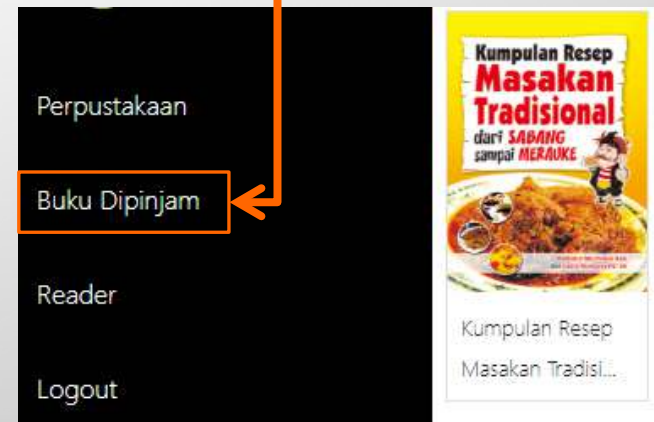 Perpustakaan
Buku Dipinjam
Reader
Logout
Kumpulan Resep
Masakan
Tradisional
dari SABANG
sampai MERAUKE
Kumpulan Resep
Masakan Tradisi...